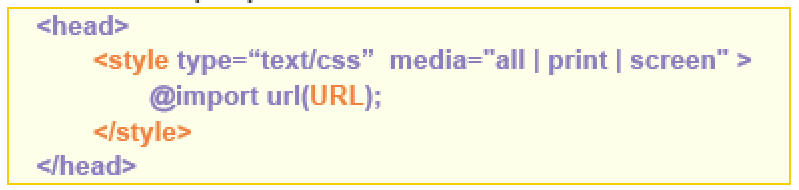 <head>
<style type=“text/css”  media="all | print | screen" >
@import url(URL);
</style>
</head>